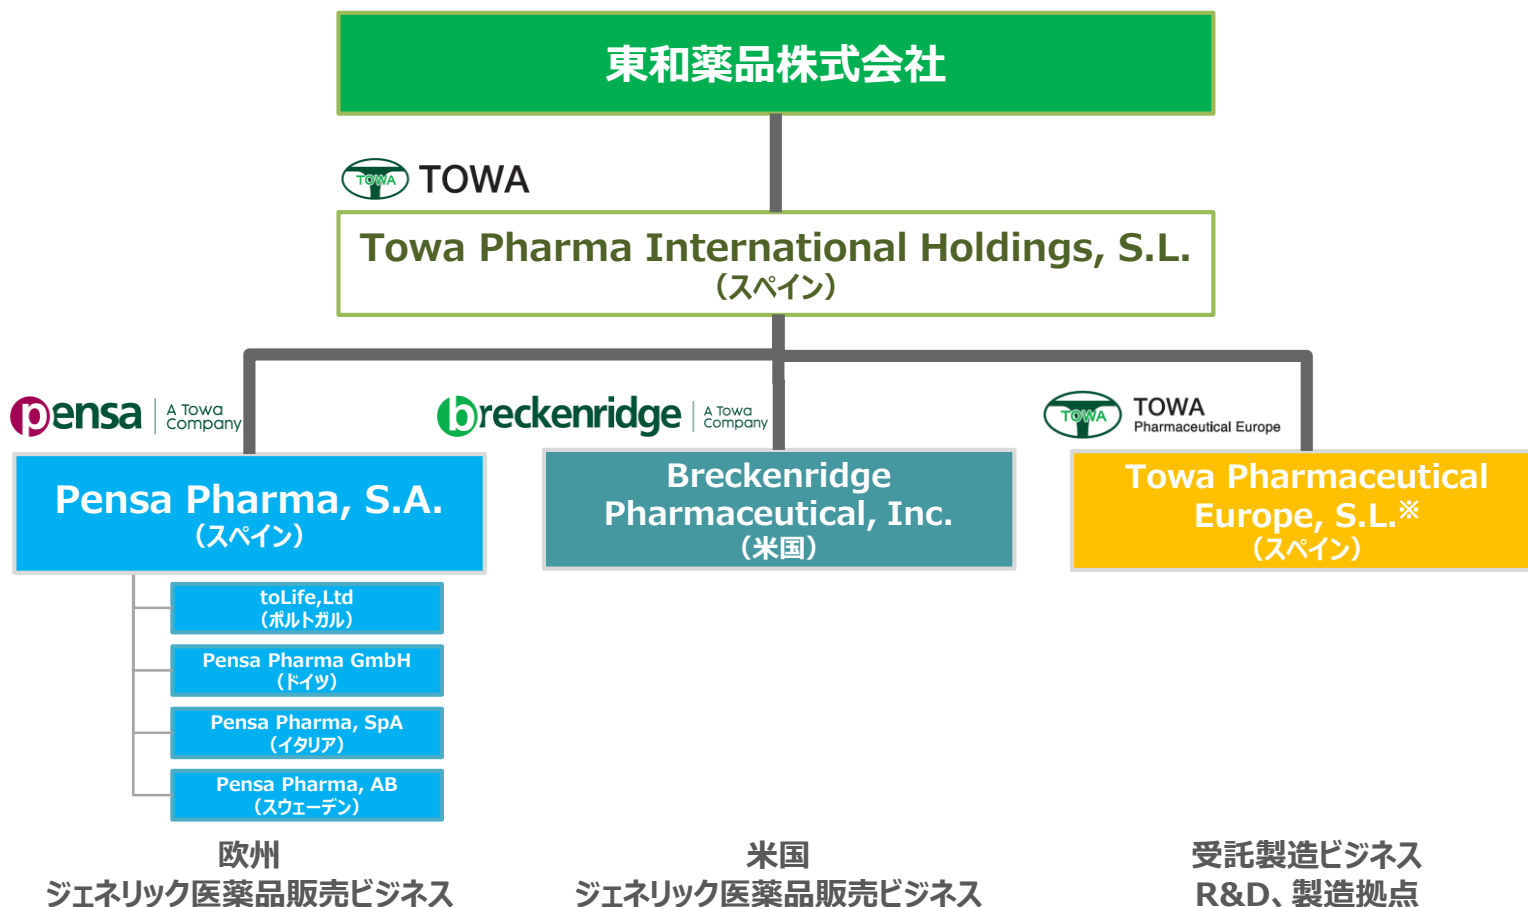 東和薬品株式会社
TOWA TOWA
Towa Pharma International Holdings, S.L.
（スペイン）
pensa A Towa Company
breckenridge A Towa Company
TOWA TOWA Pharmaceutical Europe
Pensa Pharma, S.A.
（スペイン）
Breckenridge
Pharmaceutical, Inc.
（米国）
Towa Pharmaceutical
Europe, S.L.※
（スペイン）
toLife,Ltd
（ポルトガル）
Pensa Pharma GmbH
（ドイツ）
Pensa Pharma, SpA
（イタリア）
Pensa Pharma, AB
（スウェーデン）
欧州
ジェネリック医薬品販売ビジネス
米国
ジェネリック医薬品販売ビジネス
受託製造ビジネス
R&D、製造拠点